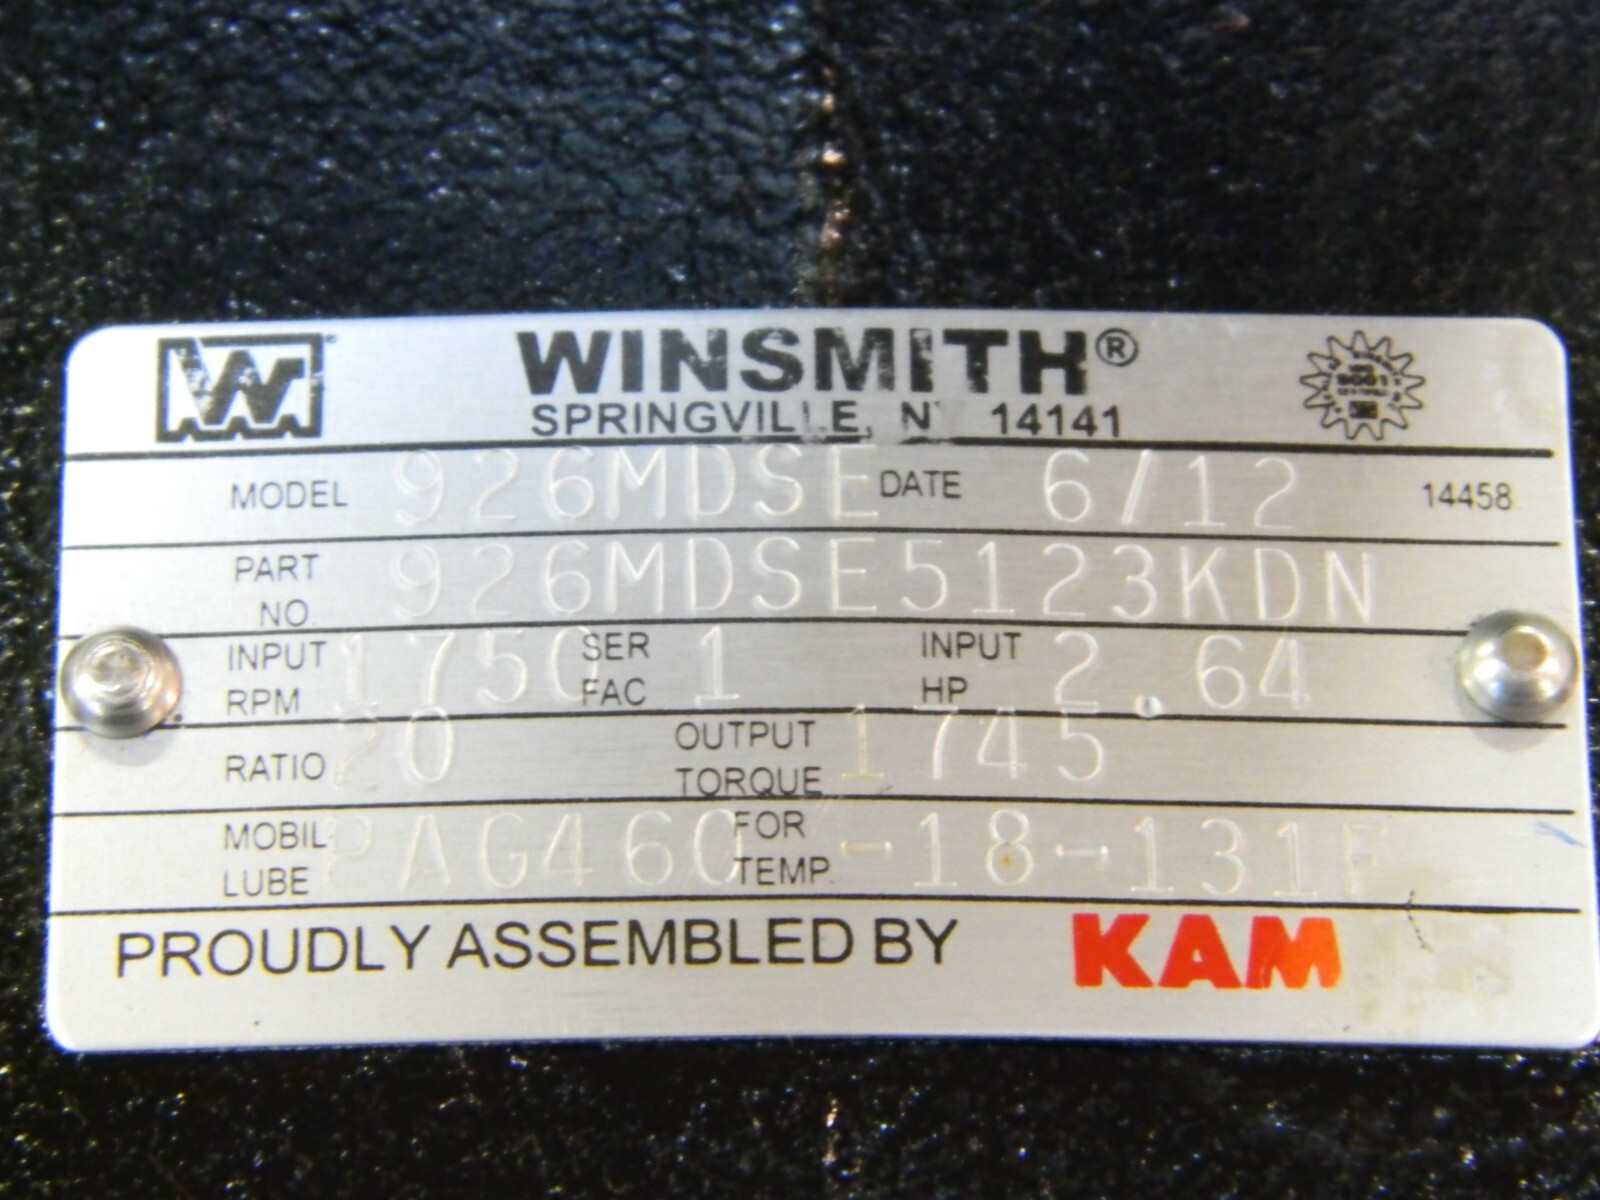 W
WINSMITH®
SPRINGVILLE, N 14141
9001
MODEL 926MDSE DATE 6/12 14458
PART NO. 926MDSE5123KDN
INPUT RPM 1750 SER FAC 1 INPUT HP 2.64
RATIO 20 OUTPUT TORQUE 1745
MOBIL LUBE PAG460 FOR TEMP. -18-131F
PROUDLY ASSEMBLED BY KAM